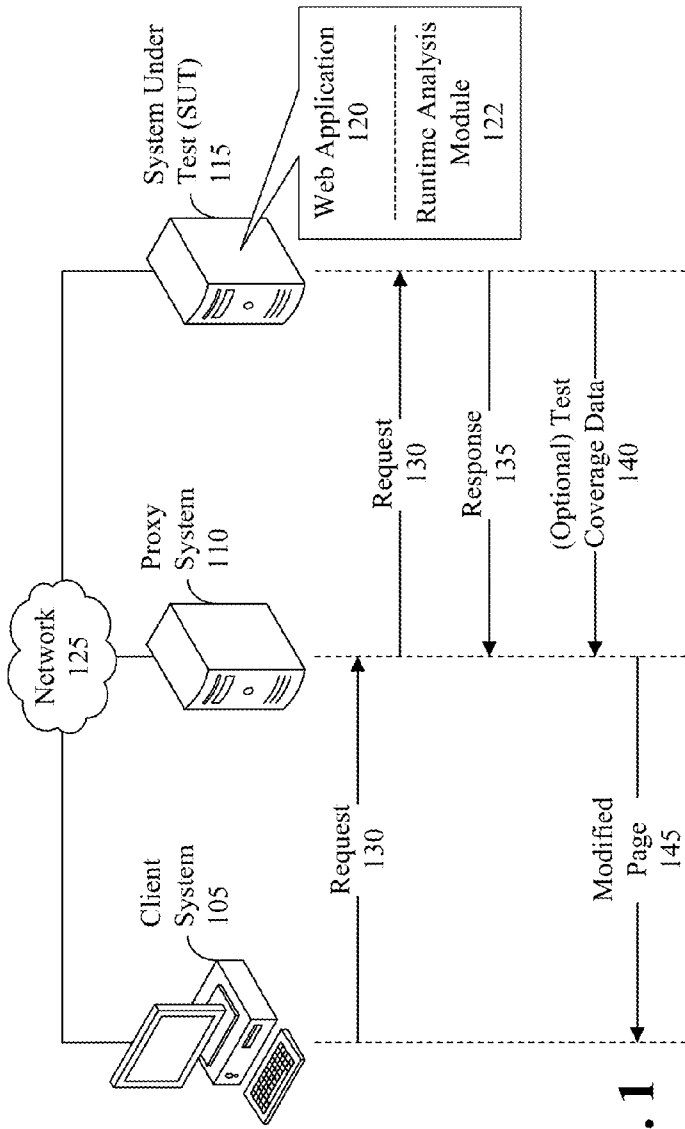 Network
125
Client
System
105
Proxy
System
110
System Under
Test (SUT)
115
Web Application
120
Runtime Analysis
Module
122
Request
130
Request
130
Response
135
(Optional) Test
Coverage Data
140
Modified
Page
145
. 1